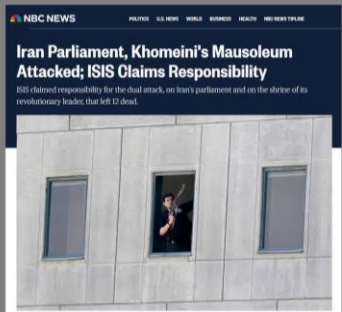 NBC NEWS
POLITICS U.S. NEWS WORLD BUSINESS HEALTH NBC NEWS TIPLINE
Iran Parliament, Khomeini's Mausoleum
Attacked; ISIS Claims Responsibility
ISIS claimed responsibility for the dual attack, on Iran's parliament and on the shrine of its
revolutionary leader, that left 12 dead.